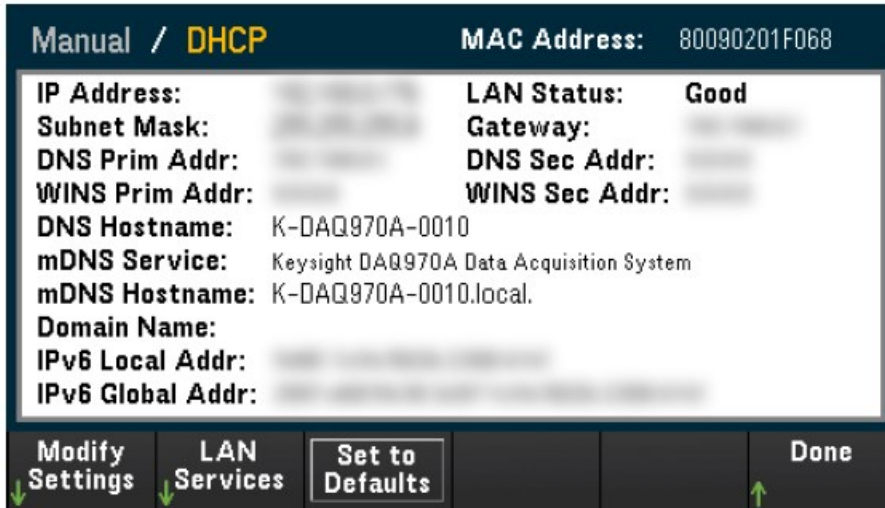 Manual / DHCP MAC Address: 80090201F068
IP Address: LAN Status: Good
Subnet Mask: Gateway:
DNS Prim Addr: DNS Sec Addr:
WINS Prim Addr: WINS Sec Addr:
DNS Hostname: K-DAQ970A-0010
mDNS Service: Keysight DAQ970A Data Acquisition System
mDNS Hostname: K-DAQ970A-0010.local.
Domain Name:
IPv6 Local Addr:
IPv6 Global Addr:
Modify LAN Set to Done
Settings Services Defaults